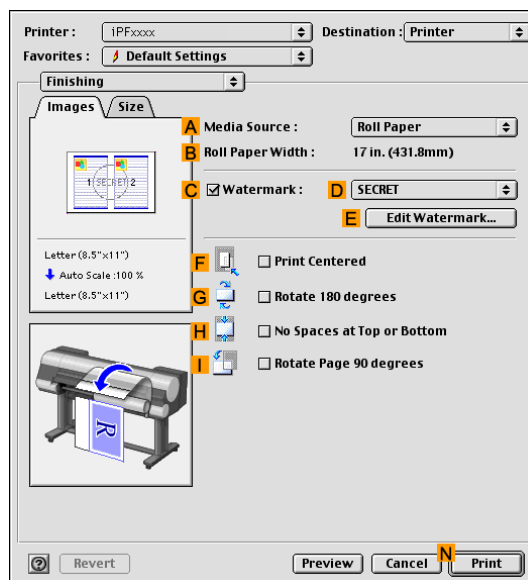 Printer : iPFxxxx Destination : Printer
Favorites : Default Settings
Finishing
Images Size
A Media Source : Roll Paper
B Roll Paper Width : 17 in. (431.8mm)
1 SECRET 2
C Watermark : D SECRET
E Edit Watermark...
Letter (8.5"x11")
Auto Scale :100 %
Letter (8.5"x11")
F Print Centered
G Rotate 180 degrees
H No Spaces at Top or Bottom
I Rotate Page 90 degrees
R
? Revert Preview Cancel N Print